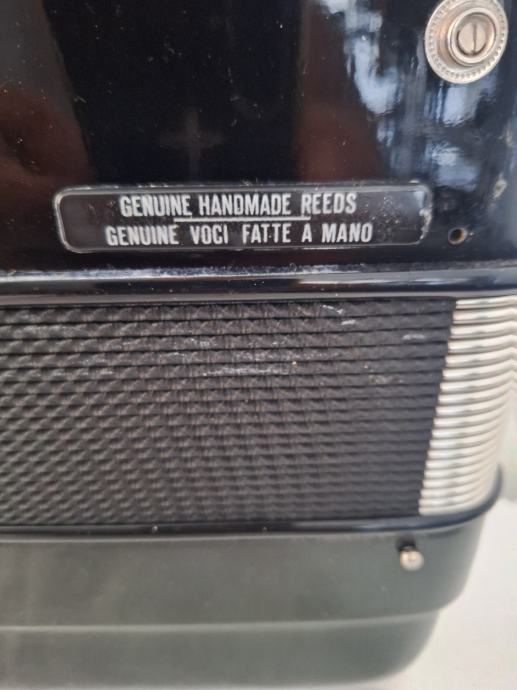 GENUINE HANDMADE REEDS
GENUINE VOCI FATTE A MANO